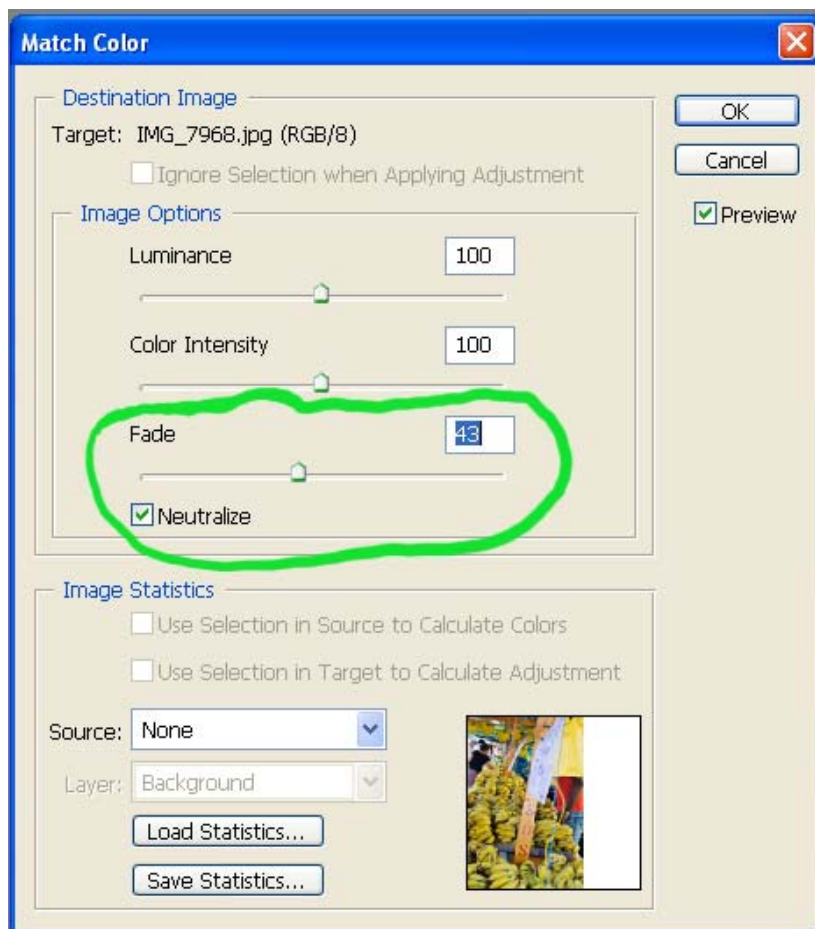 Match Color
Destination Image
OK
Target: IMG_7968.jpg (RGB/8)
Ignore Selection when Applying Adjustment
Cancel
Image Options
Preview
Luminance 100
Color Intensity 100
Fade 43
Neutralize
Image Statistics
Use Selection in Source to Calculate Colors
Use Selection in Target to Calculate Adjustment
Source: None
Layer: Background
Load Statistics...
Save Statistics...